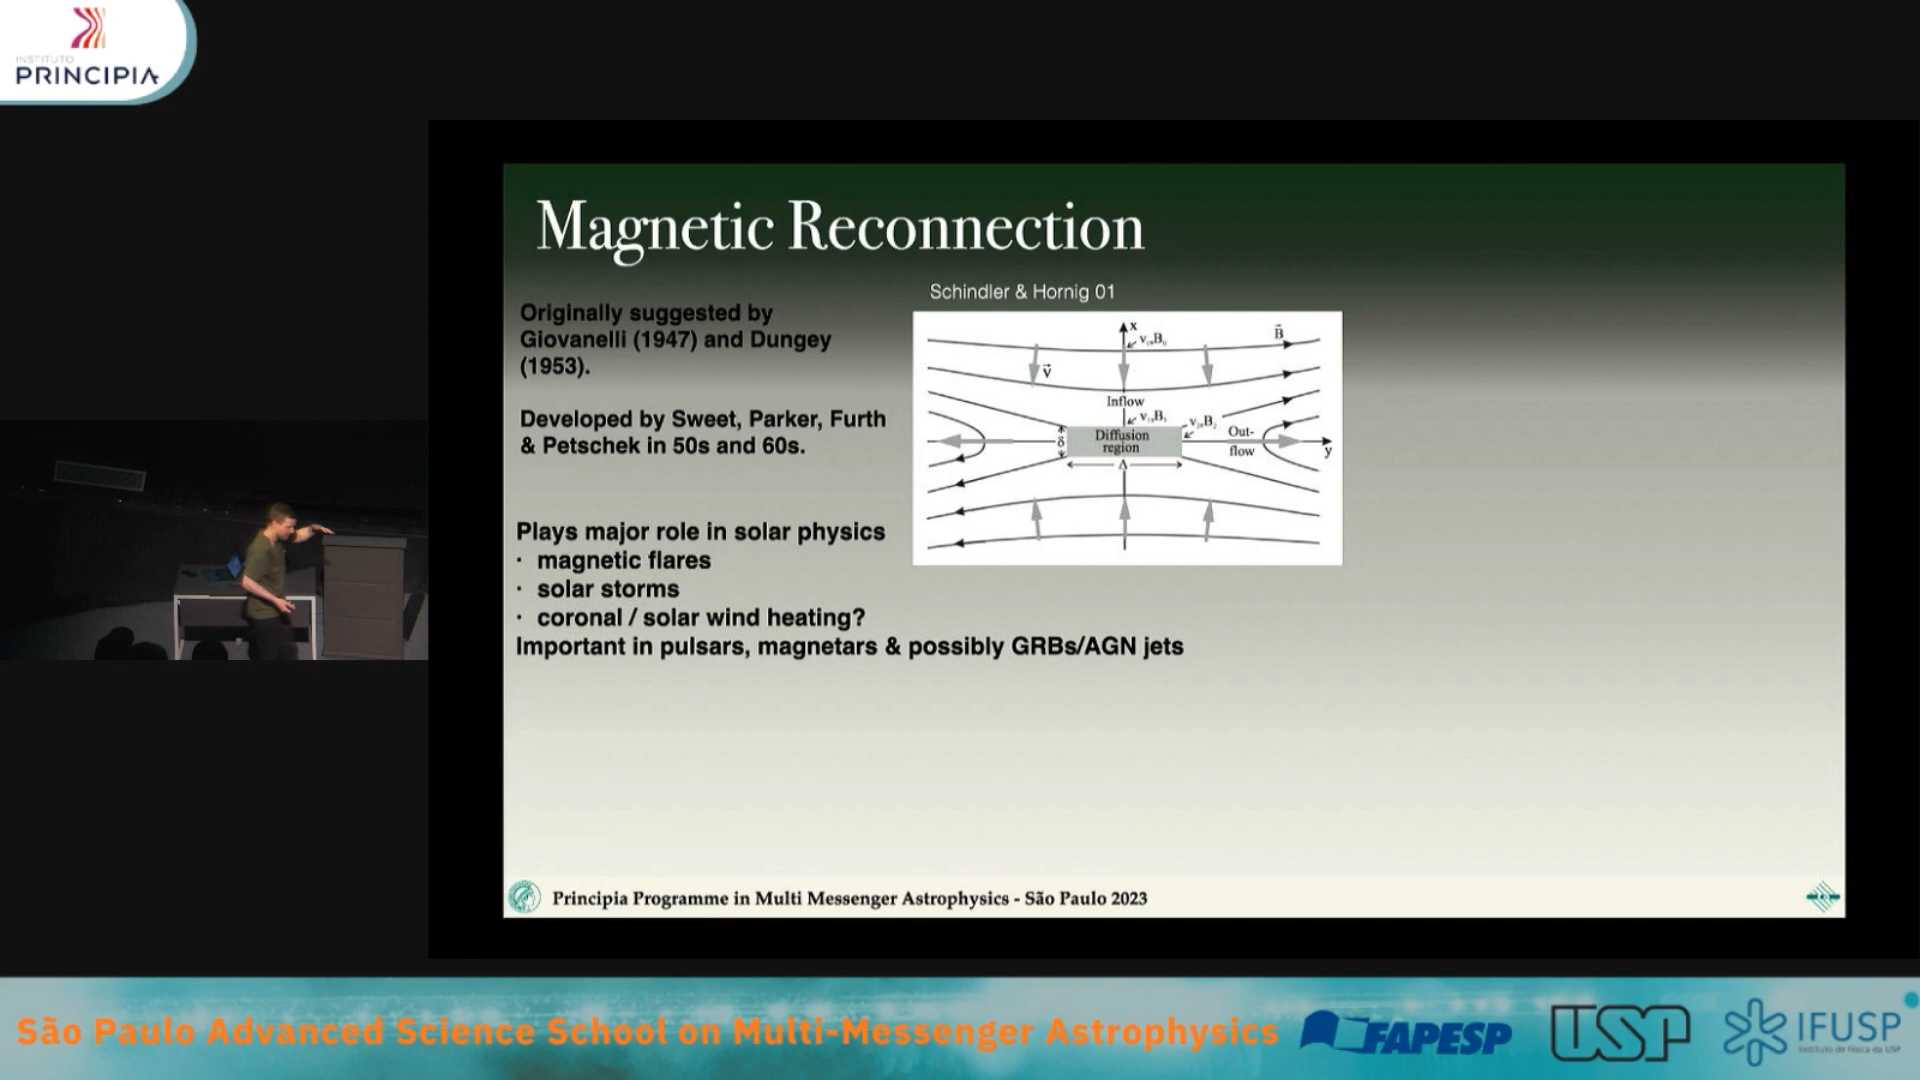 INSTITUTO
PRINCIPIA
Magnetic Reconnection
Schindler & Hornig 01
Originally suggested by
Giovanelli (1947) and Dungey
(1953).
Developed by Sweet, Parker, Furth
& Petschek in 50s and 60s.
x
B
v
Inflow
Diffusion
region
δ
Out-
flow
y
Λ
Plays major role in solar physics
· magnetic flares
· solar storms
· coronal / solar wind heating?
Important in pulsars, magnetars & possibly GRBs/AGN jets
Principia Programme in Multi Messenger Astrophysics - São Paulo 2023
São Paulo Advanced Science School on Multi-Messenger Astrophysics
FAPESP
USP
IFUSP
Instituto de Física da USP